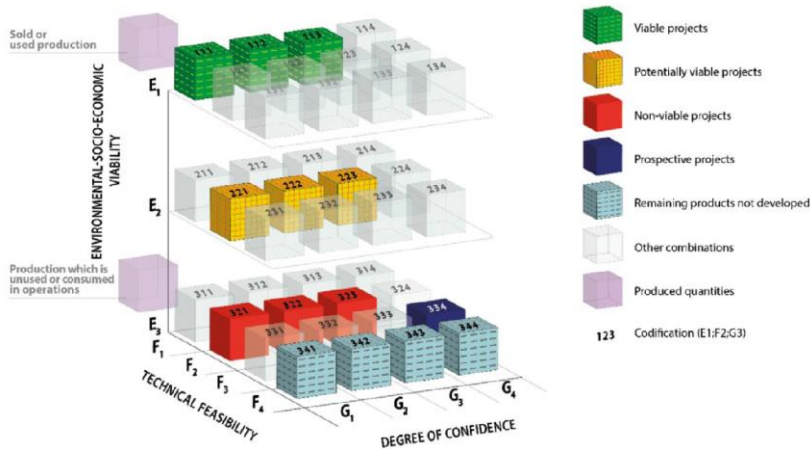 Sold or
used production
ENVIRONMENTAL-SOCIO-ECONOMIC
VIABILITY
Production which is
unused or consumed
in operations
E1
111
112
113
114
123
124
133
134
E2
211
212
213
214
221
222
223
224
231
232
233
234
E3
311
312
313
314
321
322
323
324
331
332
333
334
341
342
343
344
F1
F2
F3
F4
TECHNICAL FEASIBILITY
G1
G2
G3
G4
DEGREE OF CONFIDENCE
Viable projects
Potentially viable projects
Non-viable projects
Prospective projects
Remaining products not developed
Other combinations
Produced quantities
123 Codification (E1;F2;G3)